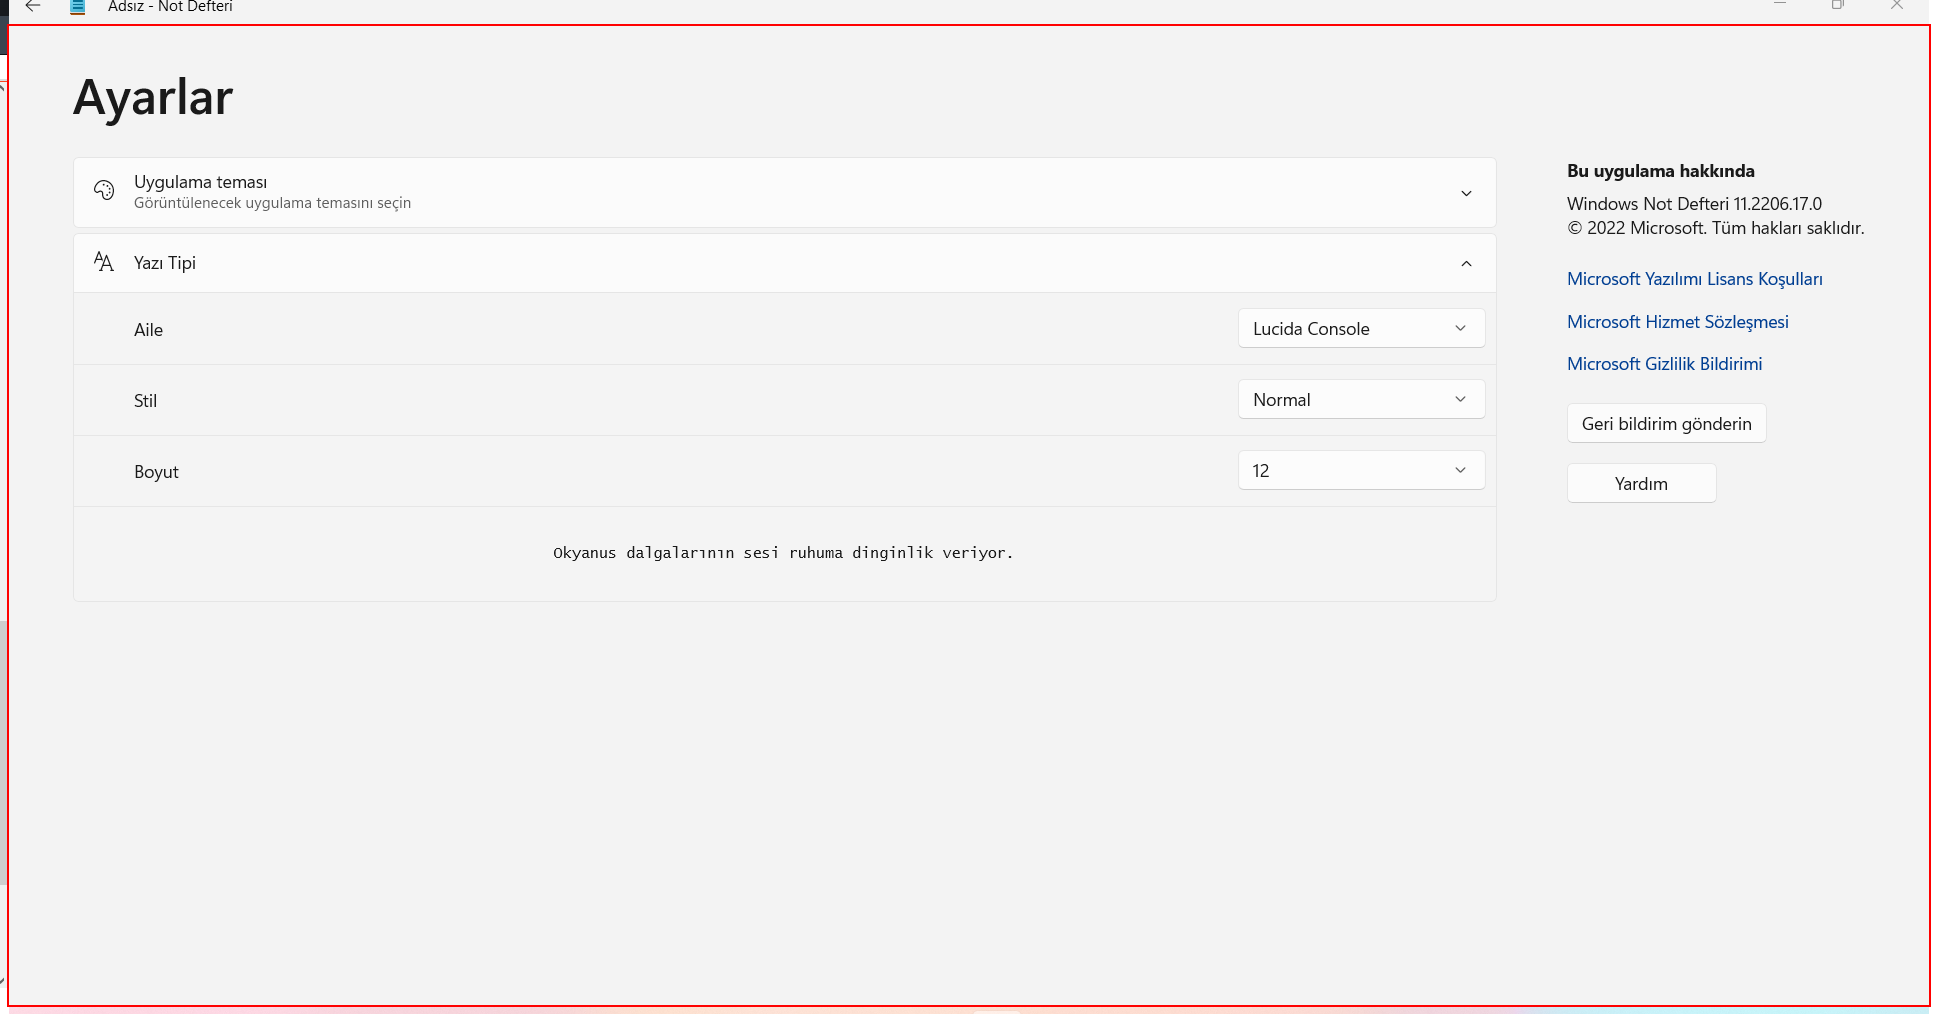 Adsız - Not Defteri
Ayarlar
Uygulama teması
Görüntülenecek uygulama temasını seçin
Yazı Tipi
Aile
Lucida Console
Stil
Normal
Boyut
12
Okyanus dalgalarının sesi ruhuma dinginlik veriyor.
Bu uygulama hakkında
Windows Not Defteri 11.2206.17.0
© 2022 Microsoft. Tüm hakları saklıdır.
Microsoft Yazılımı Lisans Koşulları
Microsoft Hizmet Sözleşmesi
Microsoft Gizlilik Bildirimi
Geri bildirim gönderin
Yardım